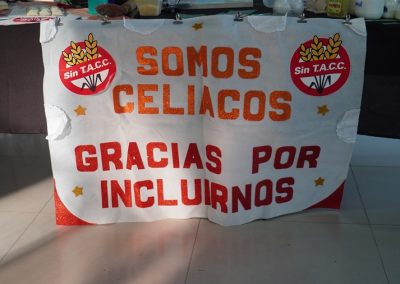 Sin T.A.C.C.
SOMOS
CELIACOS
Sin T.A.C.C.
GRACIAS POR
INCLUIRNOS